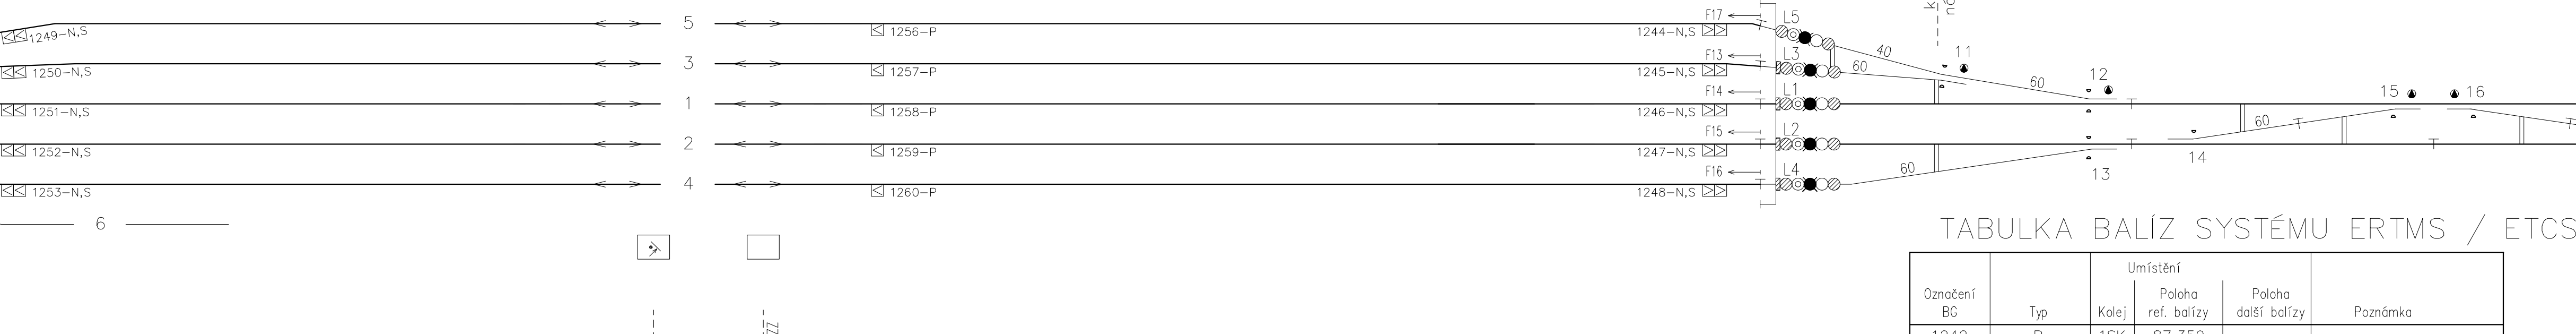 5
1249-N,S
1256-P
1244-N,S
F17
L5
40
11
3
1250-N,S
1257-P
1245-N,S
F13
L3
60
60
12
1
1251-N,S
1258-P
1246-N,S
F14
L1
15
16
2
1252-N,S
1259-P
1247-N,S
F15
L2
60
14
4
1253-N,S
1260-P
1248-N,S
F16
L4
60
13
6
TABULKA BALÍZ SYSTÉMU ERTMS / ETCS
Umístění
Označení BG
Typ
Kolej
Poloha ref. balízy
Poloha další balízy
Poznámka